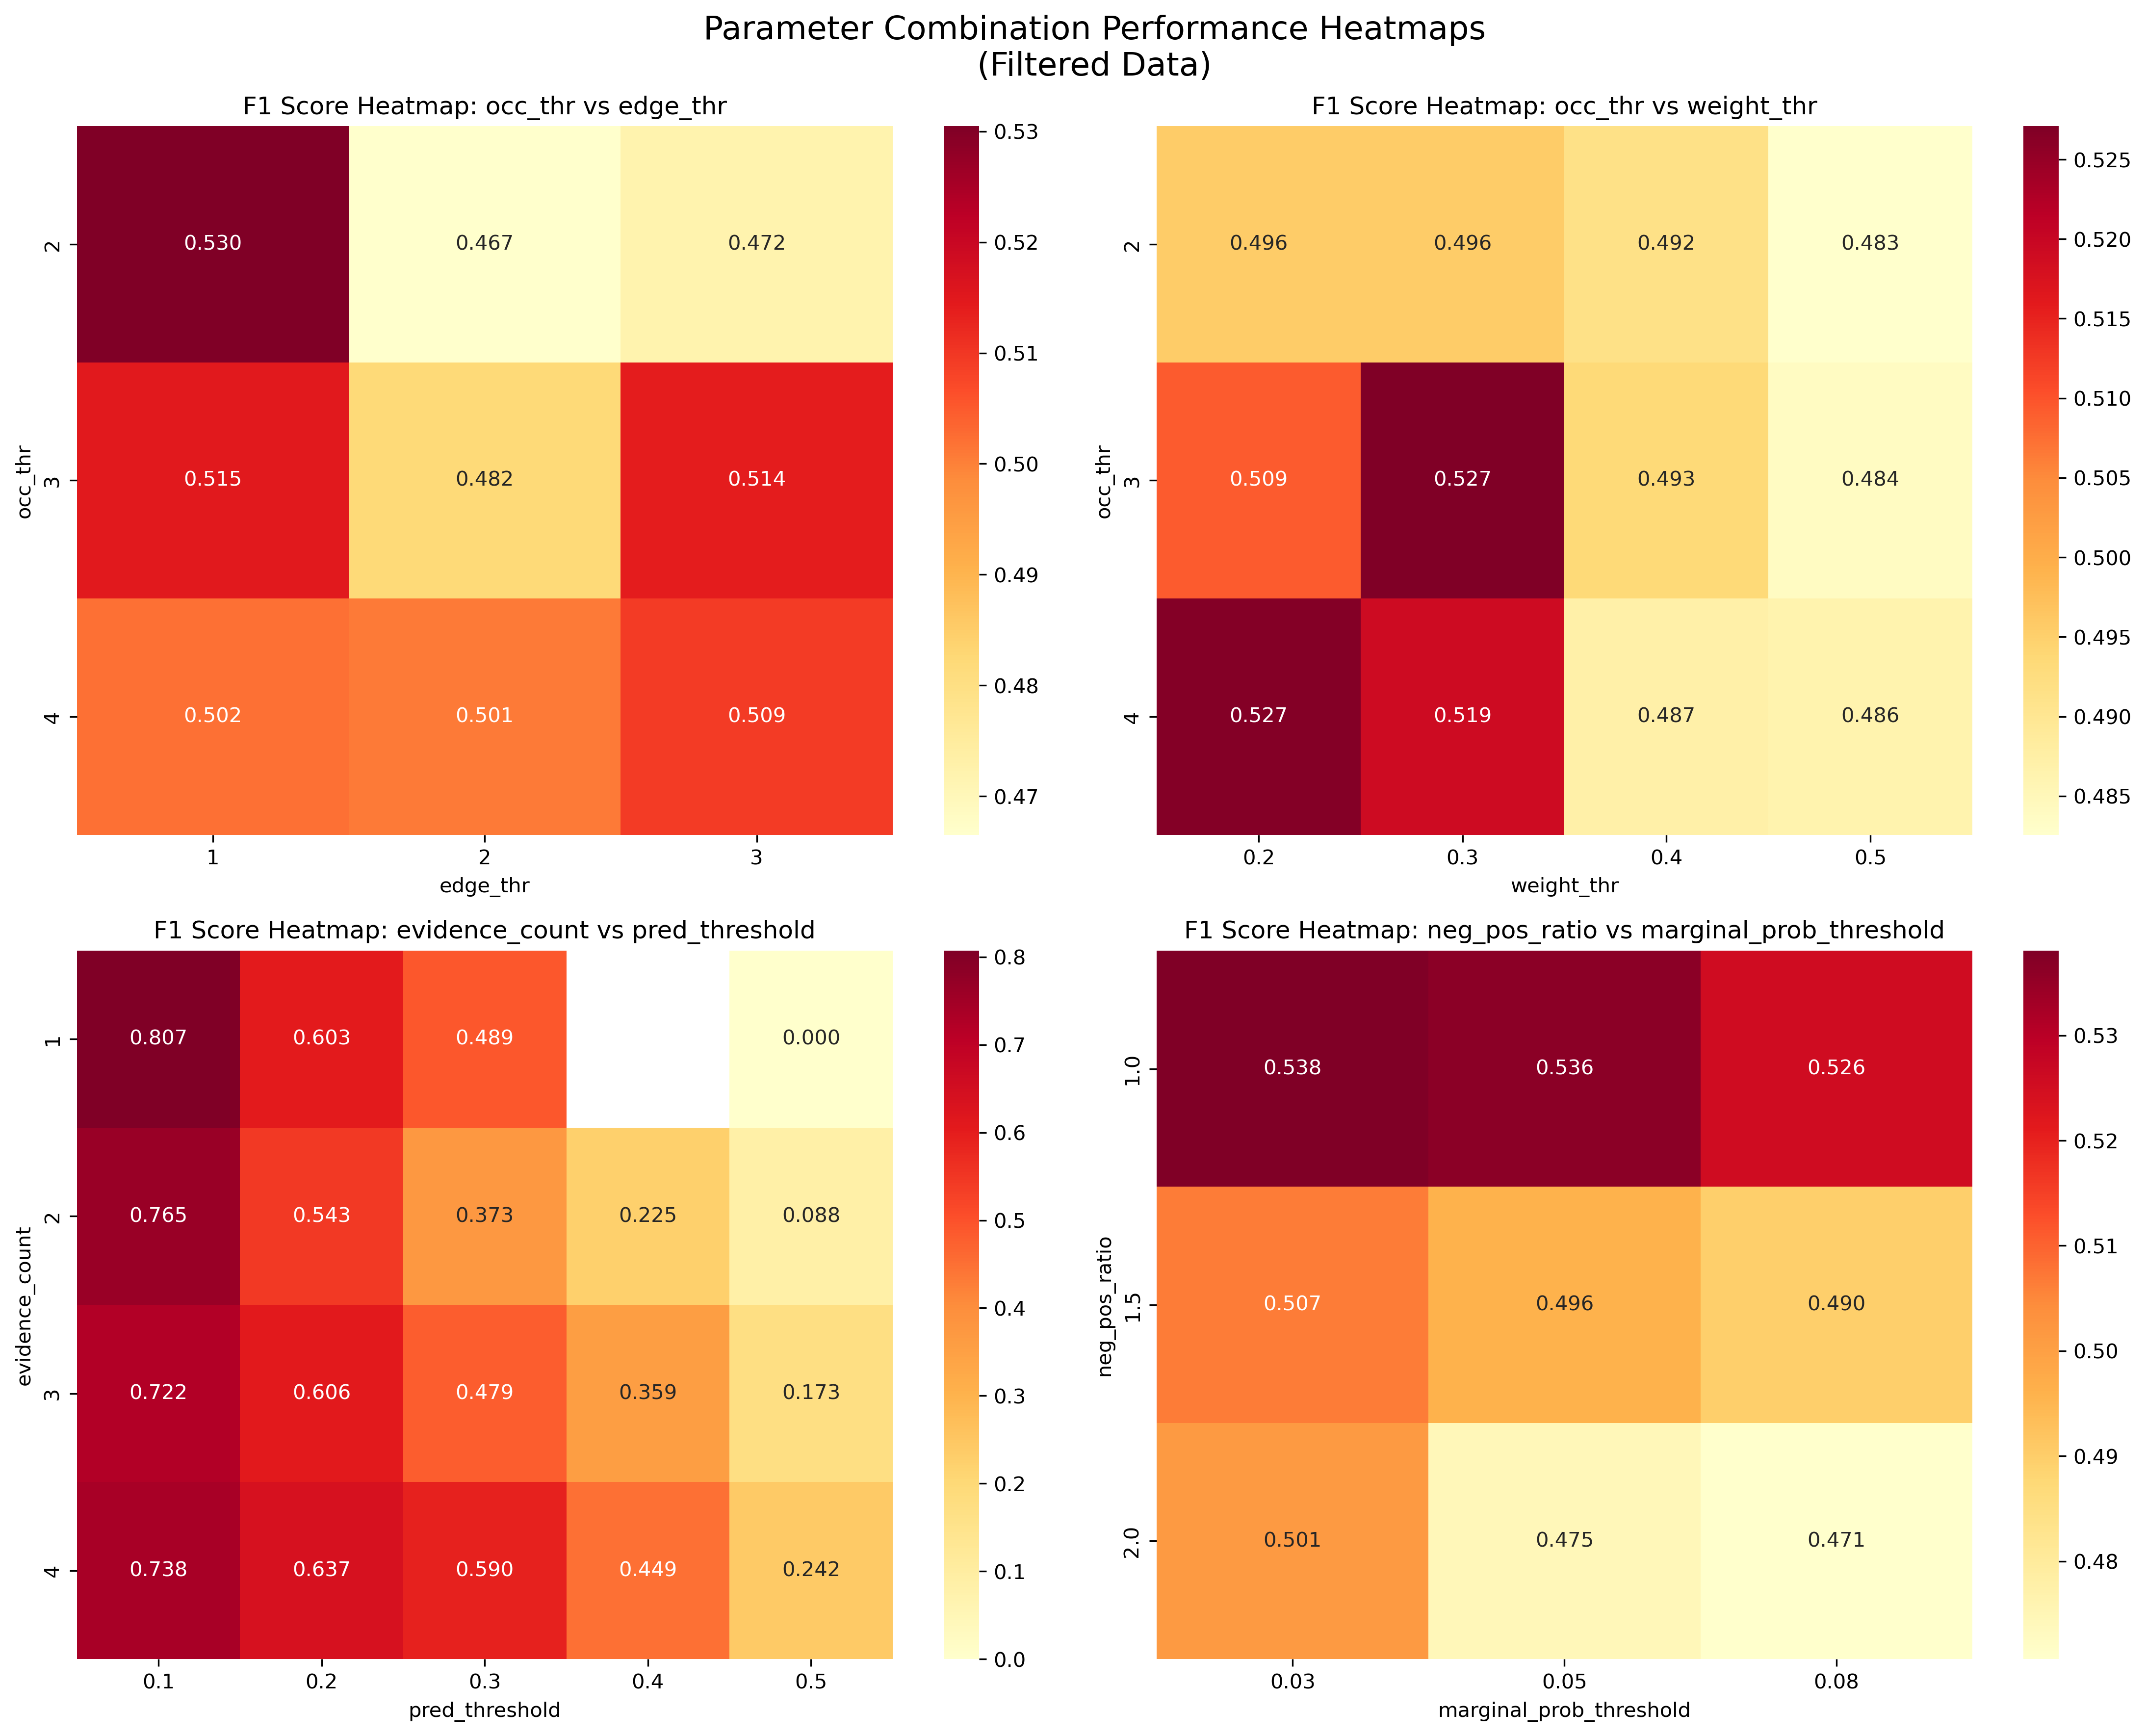 Parameter Combination Performance Heatmaps
(Filtered Data)
F1 Score Heatmap: occ_thr vs edge_thr
occ_thr
2
3
4
0.530 0.467 0.472
0.515 0.482 0.514
0.502 0.501 0.509
1 2 3
edge_thr
0.53
0.52
0.51
0.50
0.49
0.48
0.47
F1 Score Heatmap: occ_thr vs weight_thr
occ_thr
2
3
4
0.496 0.496 0.492 0.483
0.509 0.527 0.493 0.484
0.527 0.519 0.487 0.486
0.2 0.3 0.4 0.5
weight_thr
0.525
0.520
0.515
0.510
0.505
0.500
0.495
0.490
0.485
F1 Score Heatmap: evidence_count vs pred_threshold
evidence_count
1
2
3
4
0.807 0.603 0.489 0.000
0.765 0.543 0.373 0.225 0.088
0.722 0.606 0.479 0.359 0.173
0.738 0.637 0.590 0.449 0.242
0.1 0.2 0.3 0.4 0.5
pred_threshold
0.8
0.7
0.6
0.5
0.4
0.3
0.2
0.1
0.0
F1 Score Heatmap: neg_pos_ratio vs marginal_prob_threshold
neg_pos_ratio
1.0
1.5
2.0
0.538 0.536 0.526
0.507 0.496 0.490
0.501 0.475 0.471
0.03 0.05 0.08
marginal_prob_threshold
0.53
0.52
0.51
0.50
0.49
0.48